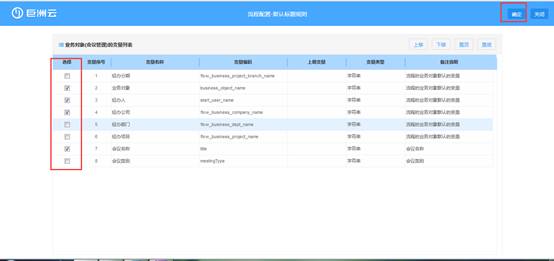 巨洲云
流程配置-默认标题规则
确定 关闭
业务对象(会议管理)的变量列表
上移 下移 置顶 置底
选择 变量序号 变量名称 变量编码 上级变量 变量类型 备注说明
1 经办分期 flow_business_project_branch_name 字符串 流程的业务对象默认的变量
2 业务对象 business_object_name 字符串 流程的业务对象默认的变量
3 经办人 start_user_name 字符串 流程的业务对象默认的变量
4 经办公司 flow_business_company_name 字符串 流程的业务对象默认的变量
5 经办部门 flow_business_dept_name 字符串 流程的业务对象默认的变量
6 经办项目 flow_business_project_name 字符串 流程的业务对象默认的变量
7 会议名称 title 字符串 会议名称
8 会议类别 meetingType 字符串 会议类别